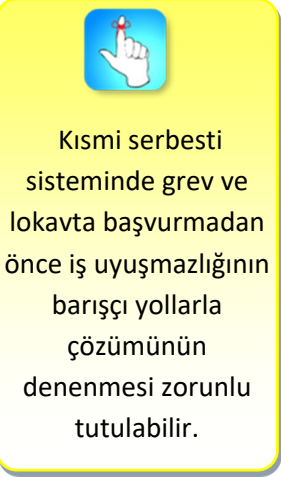 Kısmi serbesti
sisteminde grev ve
lokavta başvurmadan
önce iş uyuşmazlığının
barışçı yollarla
çözümünün
denenmesi zorunlu
tutulabilir.